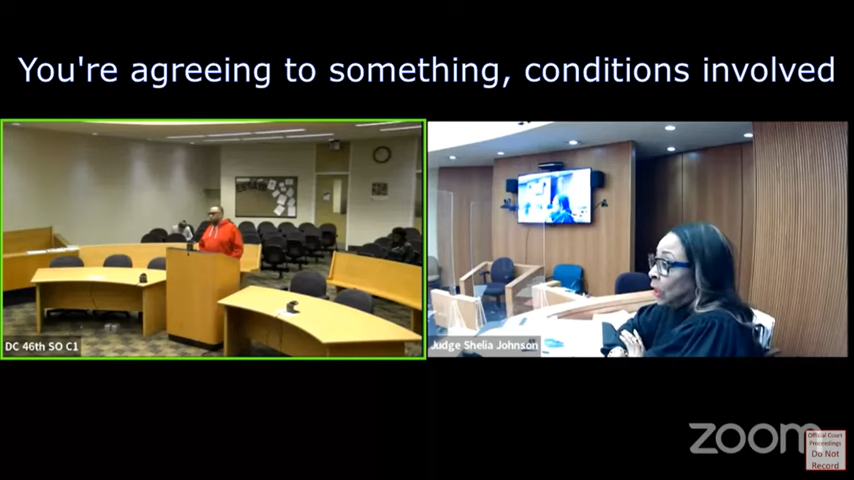 You're agreeing to something, conditions involved
DC 46th SO C1
Judge Shelia Johnson
zoom
Official Court
Proceedings
Do Not
Record